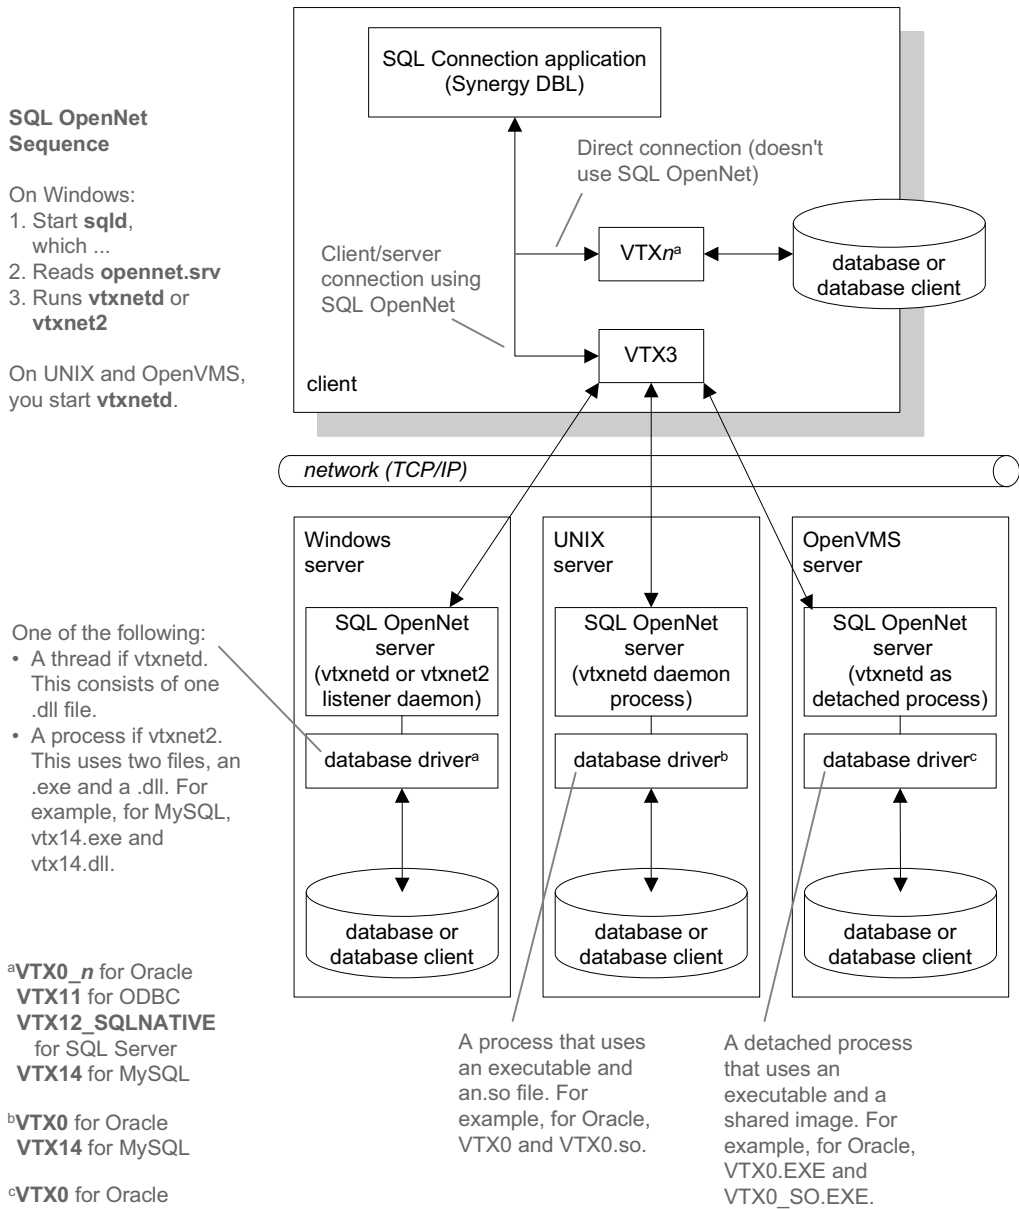 SQL Connection application
(Synergy DBL)
SQL OpenNet
Sequence
On Windows:
1. Start sqld,
which ...
2. Reads opennet.srv
3. Runs vtxnetd or
vtxnet2
On UNIX and OpenVMS,
you start vtxnetd.
Direct connection (doesn't
use SQL OpenNet)
Client/server
connection using
SQL OpenNet
VTXnª
database or
database client
VTX3
client
network (TCP/IP)
Windows
server
SQL OpenNet
server
(vtxnetd or vtxnet2
listener daemon)
database driverª
database or
database client
UNIX
server
SQL OpenNet
server
(vtxnetd daemon
process)
database driverᵇ
database or
database client
OpenVMS
server
SQL OpenNet
server
(vtxnetd as
detached process)
database driverᶜ
database or
database client
One of the following:
• A thread if vtxnetd.
This consists of one
.dll file.
• A process if vtxnet2.
This uses two files, an
.exe and a .dll. For
example, for MySQL,
vtx14.exe and
vtx14.dll.
ªVTX0_n for Oracle
VTX11 for ODBC
VTX12_SQLNATIVE
for SQL Server
VTX14 for MySQL
ᵇVTX0 for Oracle
VTX14 for MySQL
ᶜVTX0 for Oracle
A process that uses
an executable and
an.so file. For
example, for Oracle,
VTX0 and VTX0.so.
A detached process
that uses an
executable and a
shared image. For
example, for Oracle,
VTX0.EXE and
VTX0_SO.EXE.